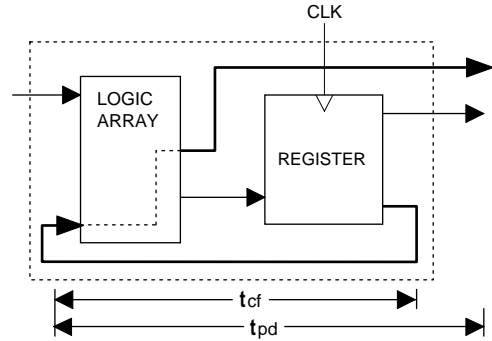 CLK
LOGIC
ARRAY
REGISTER
tcf
tpd